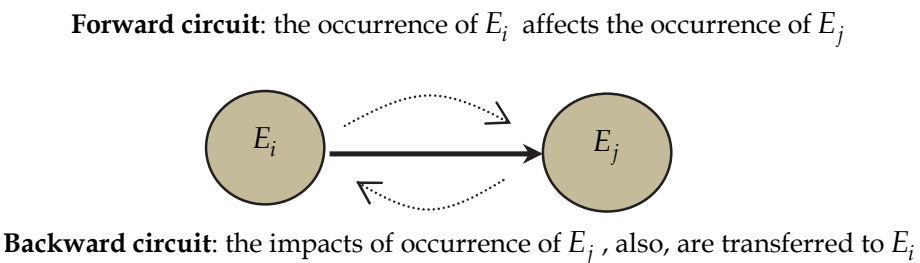 Forward circuit: the occurrence of E_i affects the occurrence of E_j
E_i
E_j
Backward circuit: the impacts of occurrence of E_j , also, are transferred to E_i